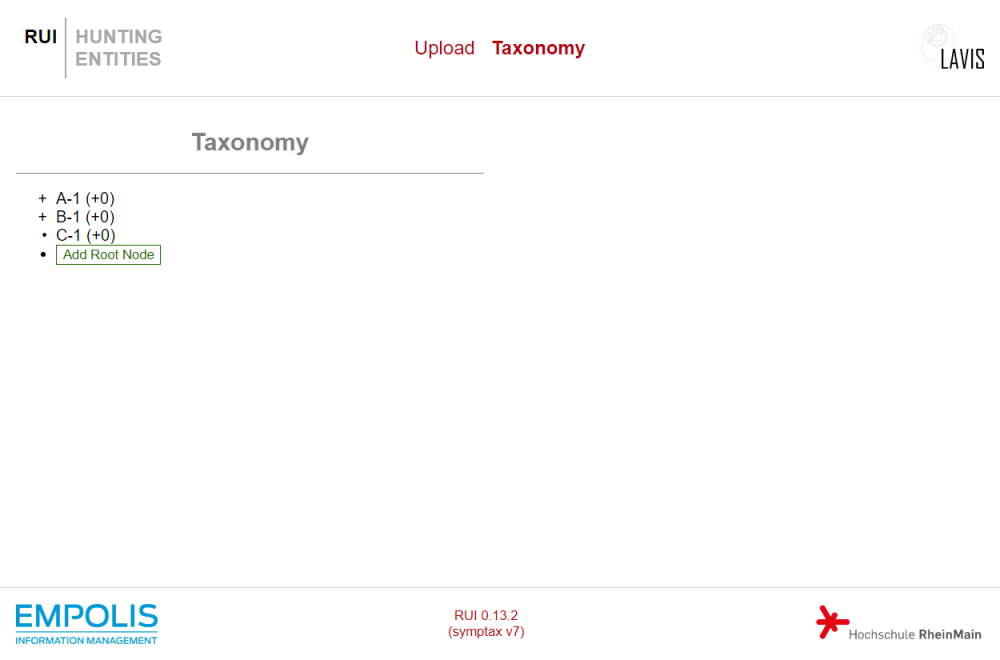 RUI
HUNTING
ENTITIES
Upload Taxonomy
LAVIS
Taxonomy
+ A-1 (+0)
+ B-1 (+0)
• C-1 (+0)
• Add Root Node
EMPOLIS
INFORMATION MANAGEMENT
RUI 0.13.2
(symptax v7)
Hochschule RheinMain